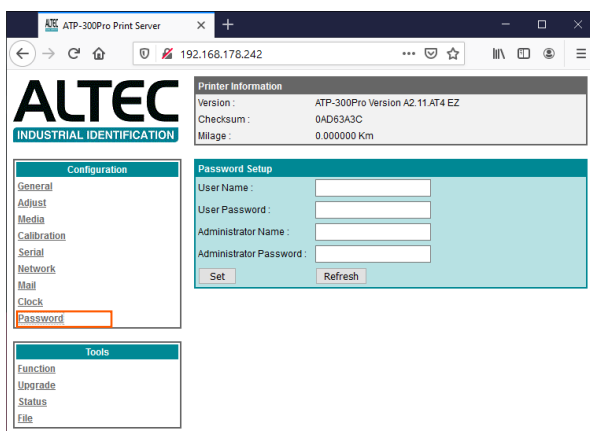 ATP-300Pro Print Server
192.168.178.242
ALTEC
INDUSTRIAL IDENTIFICATION
Printer Information
Version : ATP-300Pro Version A2.11.AT4 EZ
Checksum : 0AD63A3C
Milage : 0.000000 Km
Configuration
General
Adjust
Media
Calibration
Serial
Network
Mail
Clock
Password
Password Setup
User Name :
User Password :
Administrator Name :
Administrator Password :
Set Refresh
Tools
Function
Upgrade
Status
File